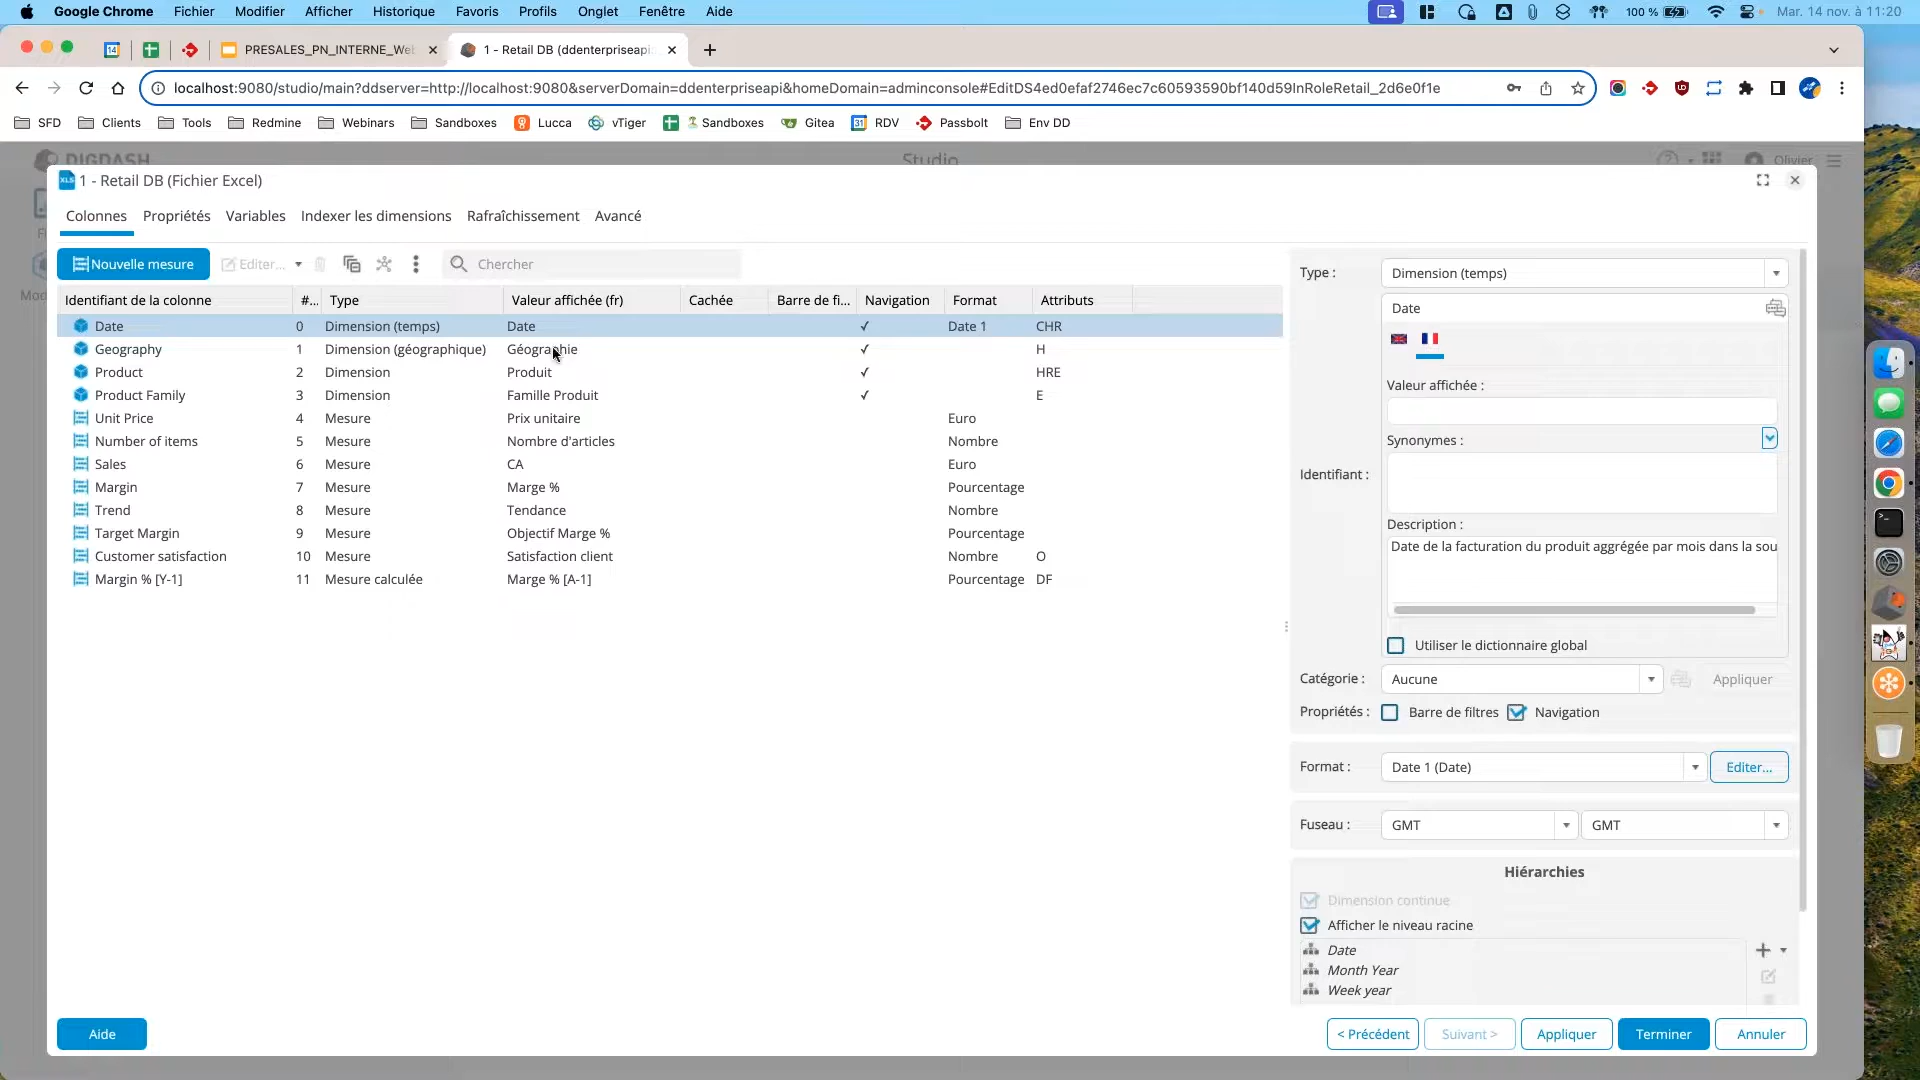 Google Chrome Fichier Modifier Afficher Historique Favoris Profils Onglet Fenêtre Aide 100 % Mar. 14 nov. à 11:20
PRESALES_PN_INTERNE_We 1 - Retail DB (ddenterpriseapi
localhost:9080/studio/main?ddserver=http://localhost:9080&serverDomain=ddenterpriseapi&homeDomain=adminconsole#EditDS4ed0efaf2746ec7c60593590bf140d59InRoleRetail_2d6e0f1e
SFD Clients Tools Redmine Webinars Sandboxes Lucca vTiger Sandboxes Gitea RDV Passbolt Env DD
DIGDASH Studio Olivier
1 - Retail DB (Fichier Excel)
Colonnes Propriétés Variables Indexer les dimensions Rafraîchissement Avancé
Nouvelle mesure Editer... Chercher
Identifiant de la colonne #... Type Valeur affichée (fr) Cachée Barre de fi... Navigation Format Attributs
Date 0 Dimension (temps) Date ✓ Date 1 CHR
Geography 1 Dimension (géographique) Géographie ✓ H
Product 2 Dimension Produit ✓ HRE
Product Family 3 Dimension Famille Produit ✓ E
Unit Price 4 Mesure Prix unitaire Euro
Number of items 5 Mesure Nombre d'articles Nombre
Sales 6 Mesure CA Euro
Margin 7 Mesure Marge % Pourcentage
Trend 8 Mesure Tendance Nombre
Target Margin 9 Mesure Objectif Marge % Pourcentage
Customer satisfaction 10 Mesure Satisfaction client Nombre O
Margin % [Y-1] 11 Mesure calculée Marge % [A-1] Pourcentage DF
Type : Dimension (temps)
Date
Valeur affichée :
Synonymes :
Identifiant :
Description :
Date de la facturation du produit aggrégée par mois dans la sou
Utiliser le dictionnaire global
Catégorie : Aucune Appliquer
Propriétés : Barre de filtres Navigation
Format : Date 1 (Date) Editer...
Fuseau : GMT GMT
Hiérarchies
Dimension continue
Afficher le niveau racine
Date
Month Year
Week year
Aide < Précédent Suivant > Appliquer Terminer Annuler